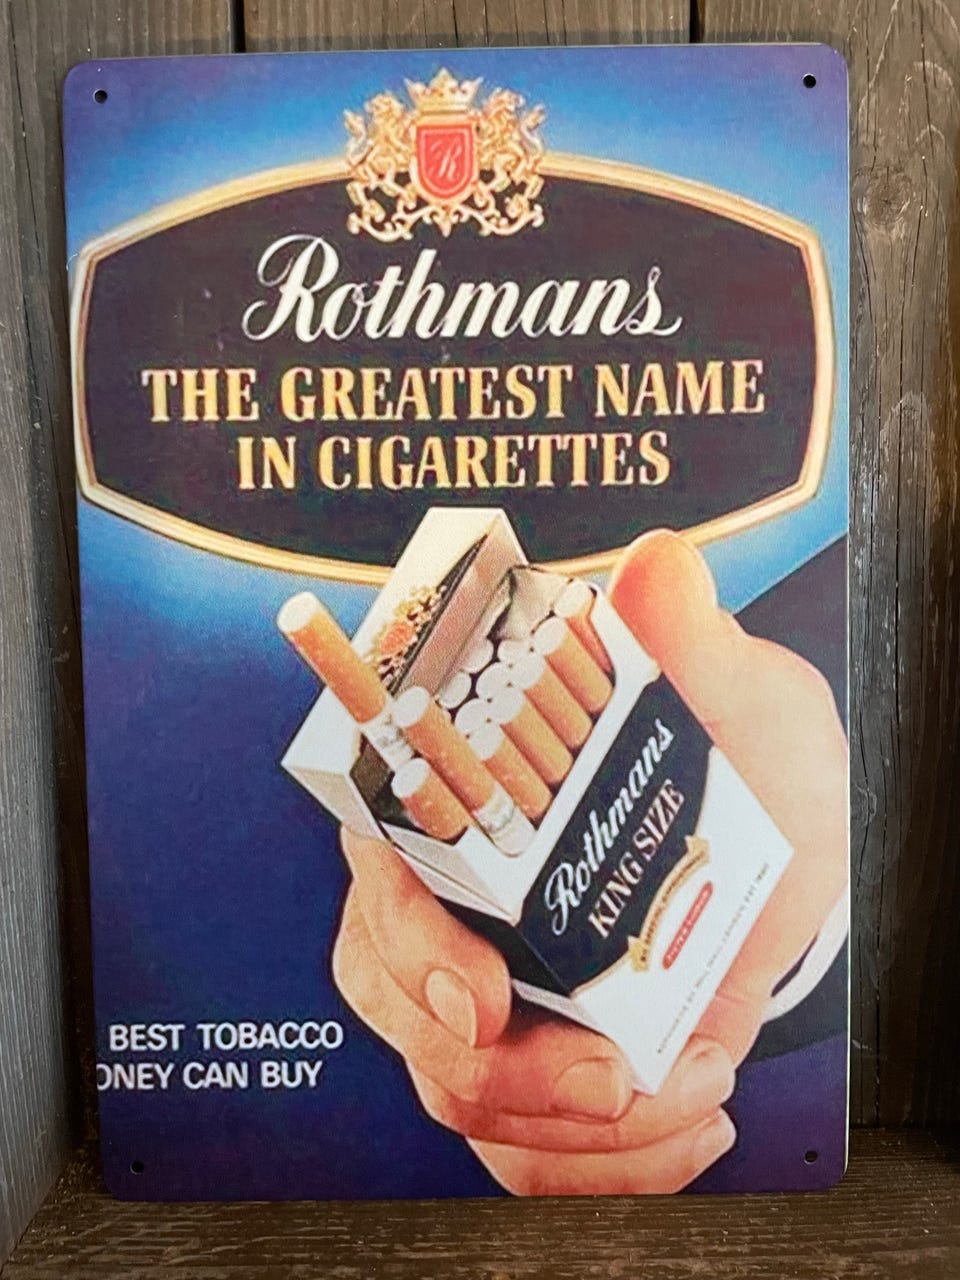 R
Rothmans
THE GREATEST NAME
IN CIGARETTES
Rothmans
KING SIZE
BEST TOBACCO
ONEY CAN BUY